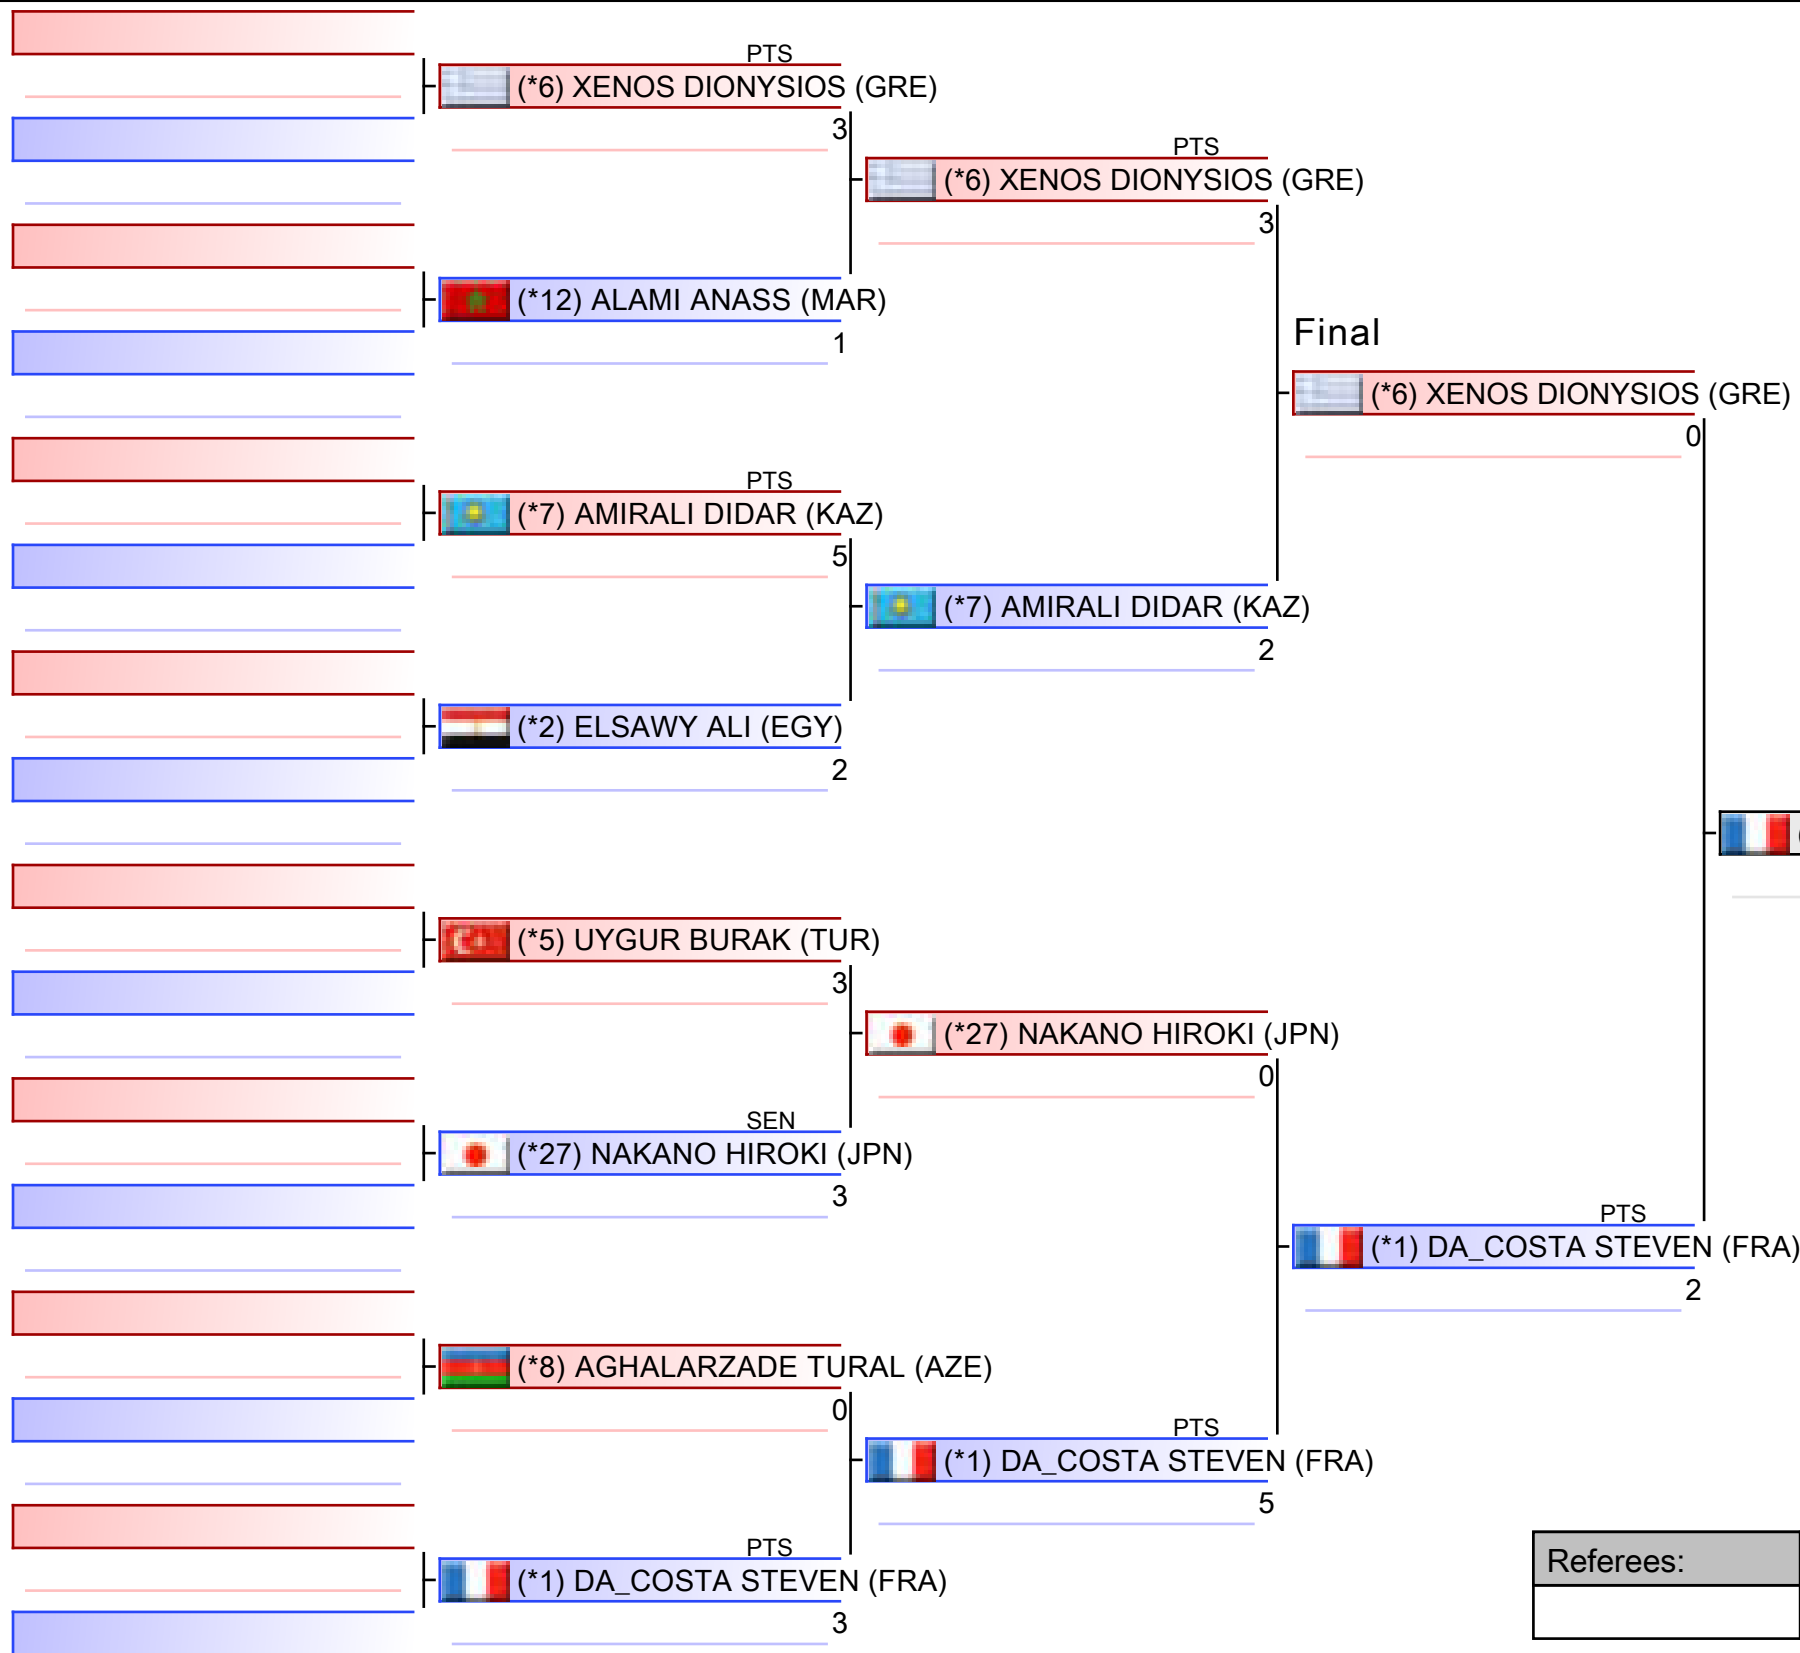 PTS
(*6) XENOS DIONYSIOS (GRE)
3
PTS
(*6) XENOS DIONYSIOS (GRE)
3
(*12) ALAMI ANASS (MAR)
1
Final
(*6) XENOS DIONYSIOS (GRE)
0
PTS
(*7) AMIRALI DIDAR (KAZ)
5
(*7) AMIRALI DIDAR (KAZ)
2
(*2) ELSAWY ALI (EGY)
2
(*5) UYGUR BURAK (TUR)
3
(*27) NAKANO HIROKI (JPN)
0
SEN
(*27) NAKANO HIROKI (JPN)
3
PTS
(*1) DA_COSTA STEVEN (FRA)
2
(*8) AGHALARZADE TURAL (AZE)
0
PTS
(*1) DA_COSTA STEVEN (FRA)
5
PTS
(*1) DA_COSTA STEVEN (FRA)
3
Referees: